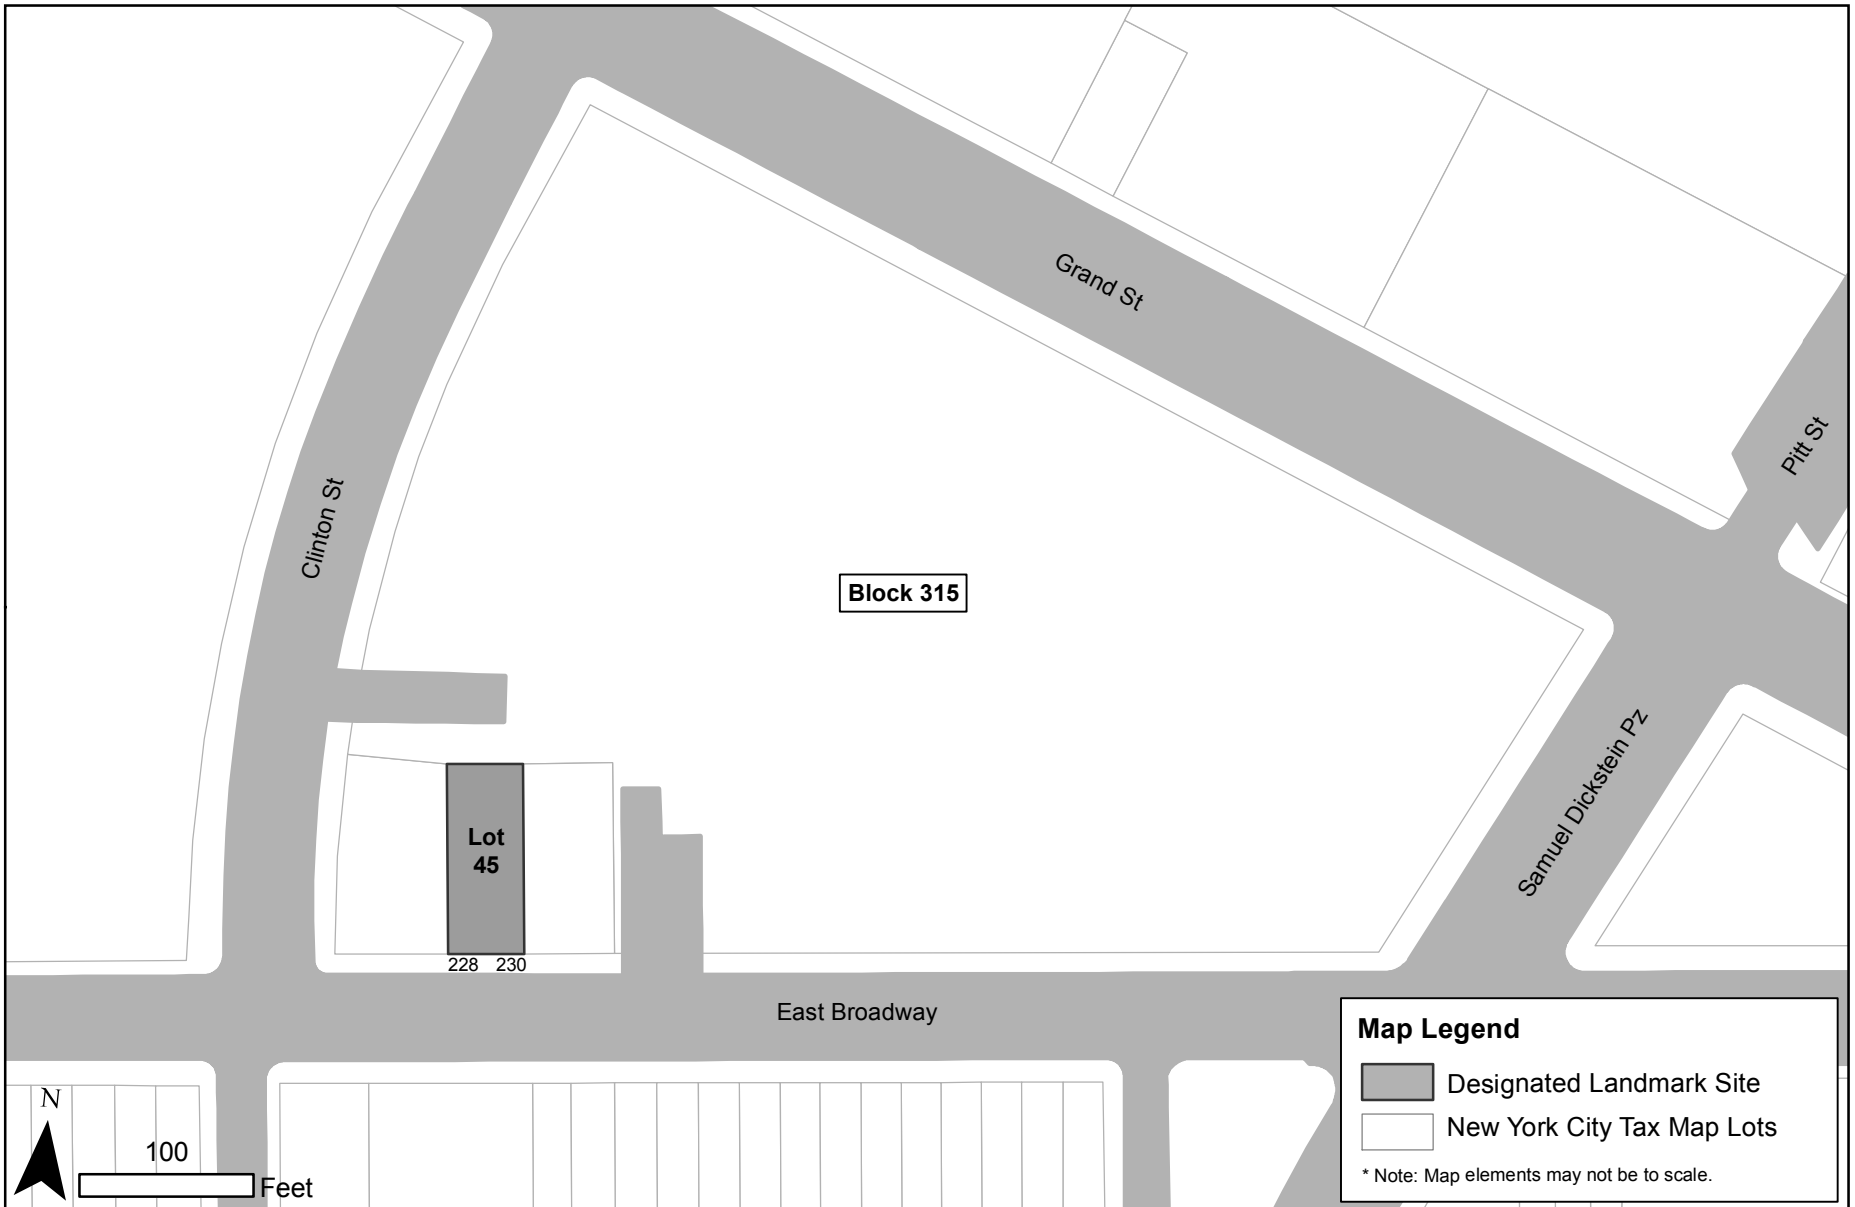 Grand St
Pitt St
Clinton St
Block 315
Samuel Dickstein Pz
Lot
45
228 230
East Broadway
Map Legend
Designated Landmark Site
New York City Tax Map Lots
* Note: Map elements may not be to scale.
N
100
Feet